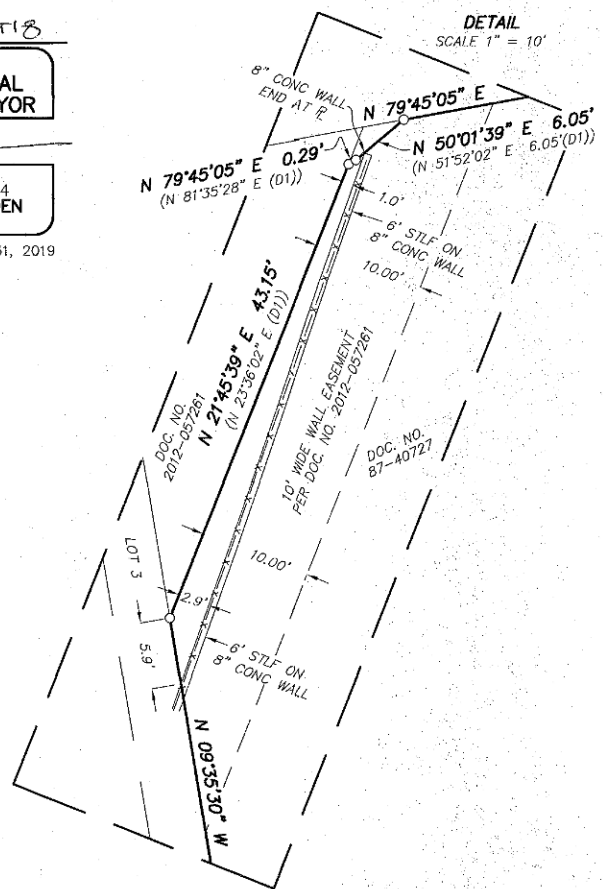 DETAIL
SCALE 1" = 10'
AL
YOR
4
EN
1, 2019
8" CONC WALL
END AT PL
N 79°45'05" E
N 50°01'39" E 6.05'
(N 51°52'02" E 6.05'(D1))
N 79°45'05" E 0.29'
(N 81°35'28" E (D1))
1.0'
6' STLF ON
8" CONC WALL
10.00'
N 21°45'39" E 43.15'
(N 23°36'02" E (D1))
DOC. NO.
2012-057261
10' WIDE WALL EASEMENT
PER DOC. NO. 2012-057261
DOC. NO.
87-40727
10.00'
LOT 3
2.9'
5.9'
6' STLF ON
8" CONC WALL
N 09°35'30" W